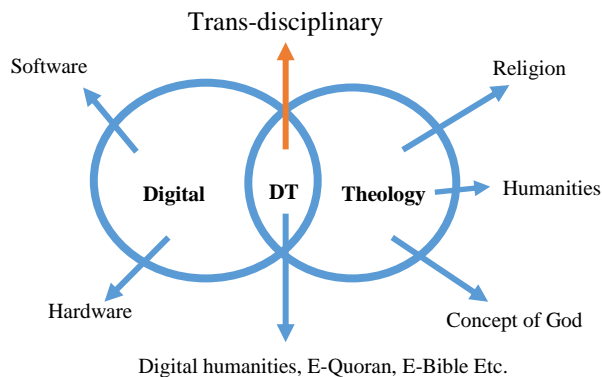 Trans-disciplinary
Software
Religion
Digital
DT
Theology
Humanities
Hardware
Concept of God
Digital humanities, E-Quoran, E-Bible Etc.